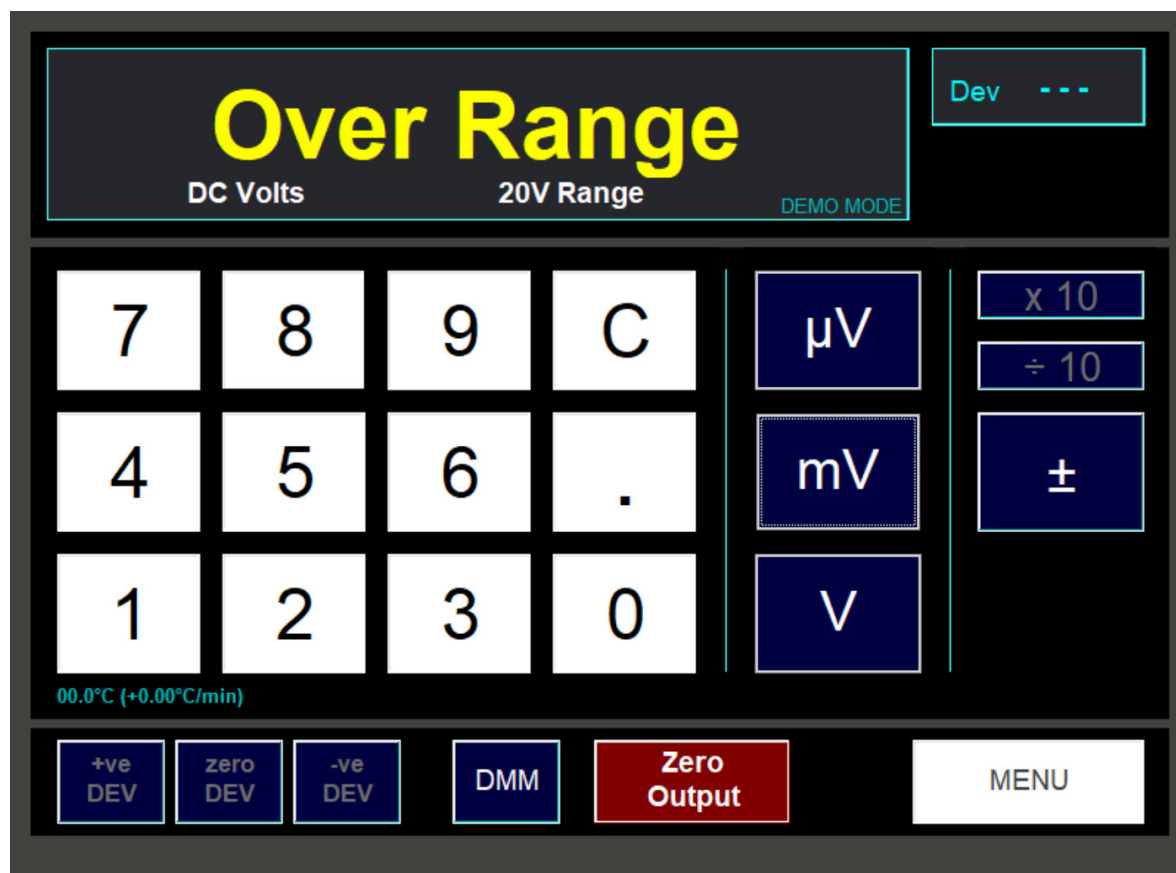 Over Range
Dev ---
DC Volts 20V Range DEMO MODE
7 8 9 C µV x 10
÷ 10
4 5 6 . mV ±
1 2 3 0 V
00.0°C (+0.00°C/min)
+ve DEV
zero DEV
-ve DEV
DMM
Zero
Output
MENU